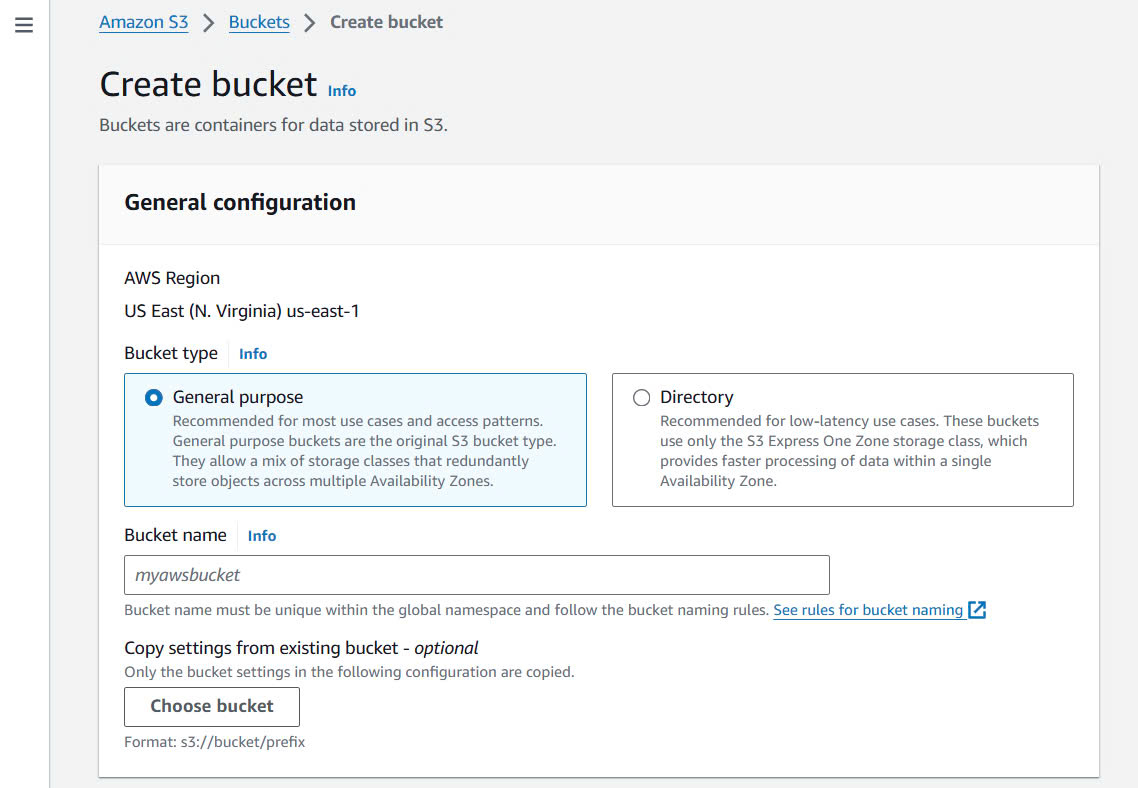 Amazon S3 > Buckets > Create bucket
Create bucket Info
Buckets are containers for data stored in S3.
General configuration
AWS Region
US East (N. Virginia) us-east-1
Bucket type Info
General purpose
Recommended for most use cases and access patterns.
General purpose buckets are the original S3 bucket type.
They allow a mix of storage classes that redundantly
store objects across multiple Availability Zones.
Directory
Recommended for low-latency use cases. These buckets
use only the S3 Express One Zone storage class, which
provides faster processing of data within a single
Availability Zone.
Bucket name Info
myawsbucket
Bucket name must be unique within the global namespace and follow the bucket naming rules. See rules for bucket naming
Copy settings from existing bucket - optional
Only the bucket settings in the following configuration are copied.
Choose bucket
Format: s3://bucket/prefix